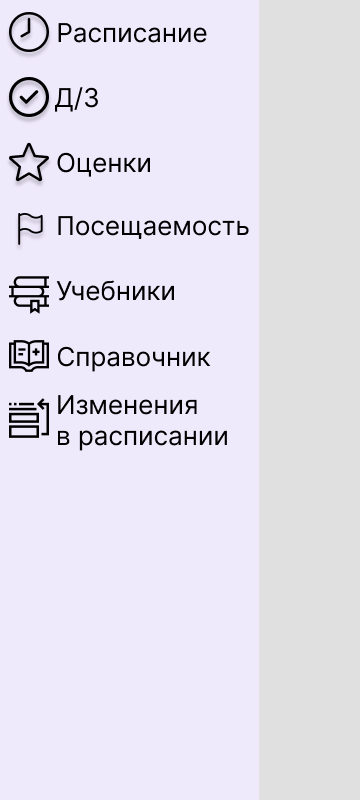 Расписание
Д/З
Оценки
Посещаемость
Учебники
Справочник
Изменения
в расписании